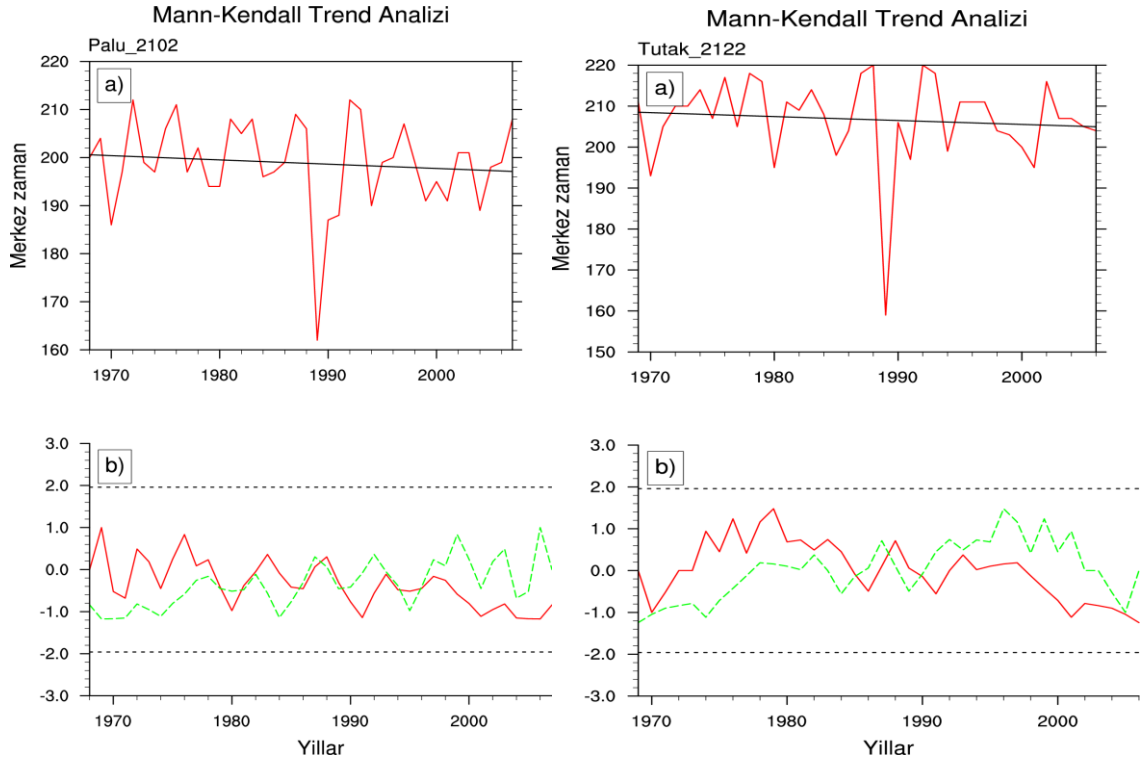 Mann-Kendall Trend Analizi
Palu_2102
a)
Merkez zaman
220
210
200
190
180
170
160
1970 1980 1990 2000
b)
3.0
2.0
1.0
0.0
-1.0
-2.0
-3.0
1970 1980 1990 2000
Yillar
Mann-Kendall Trend Analizi
Tutak_2122
a)
Merkez zaman
220
210
200
190
180
170
160
150
1970 1980 1990 2000
b)
3.0
2.0
1.0
0.0
-1.0
-2.0
-3.0
1970 1980 1990 2000
Yillar